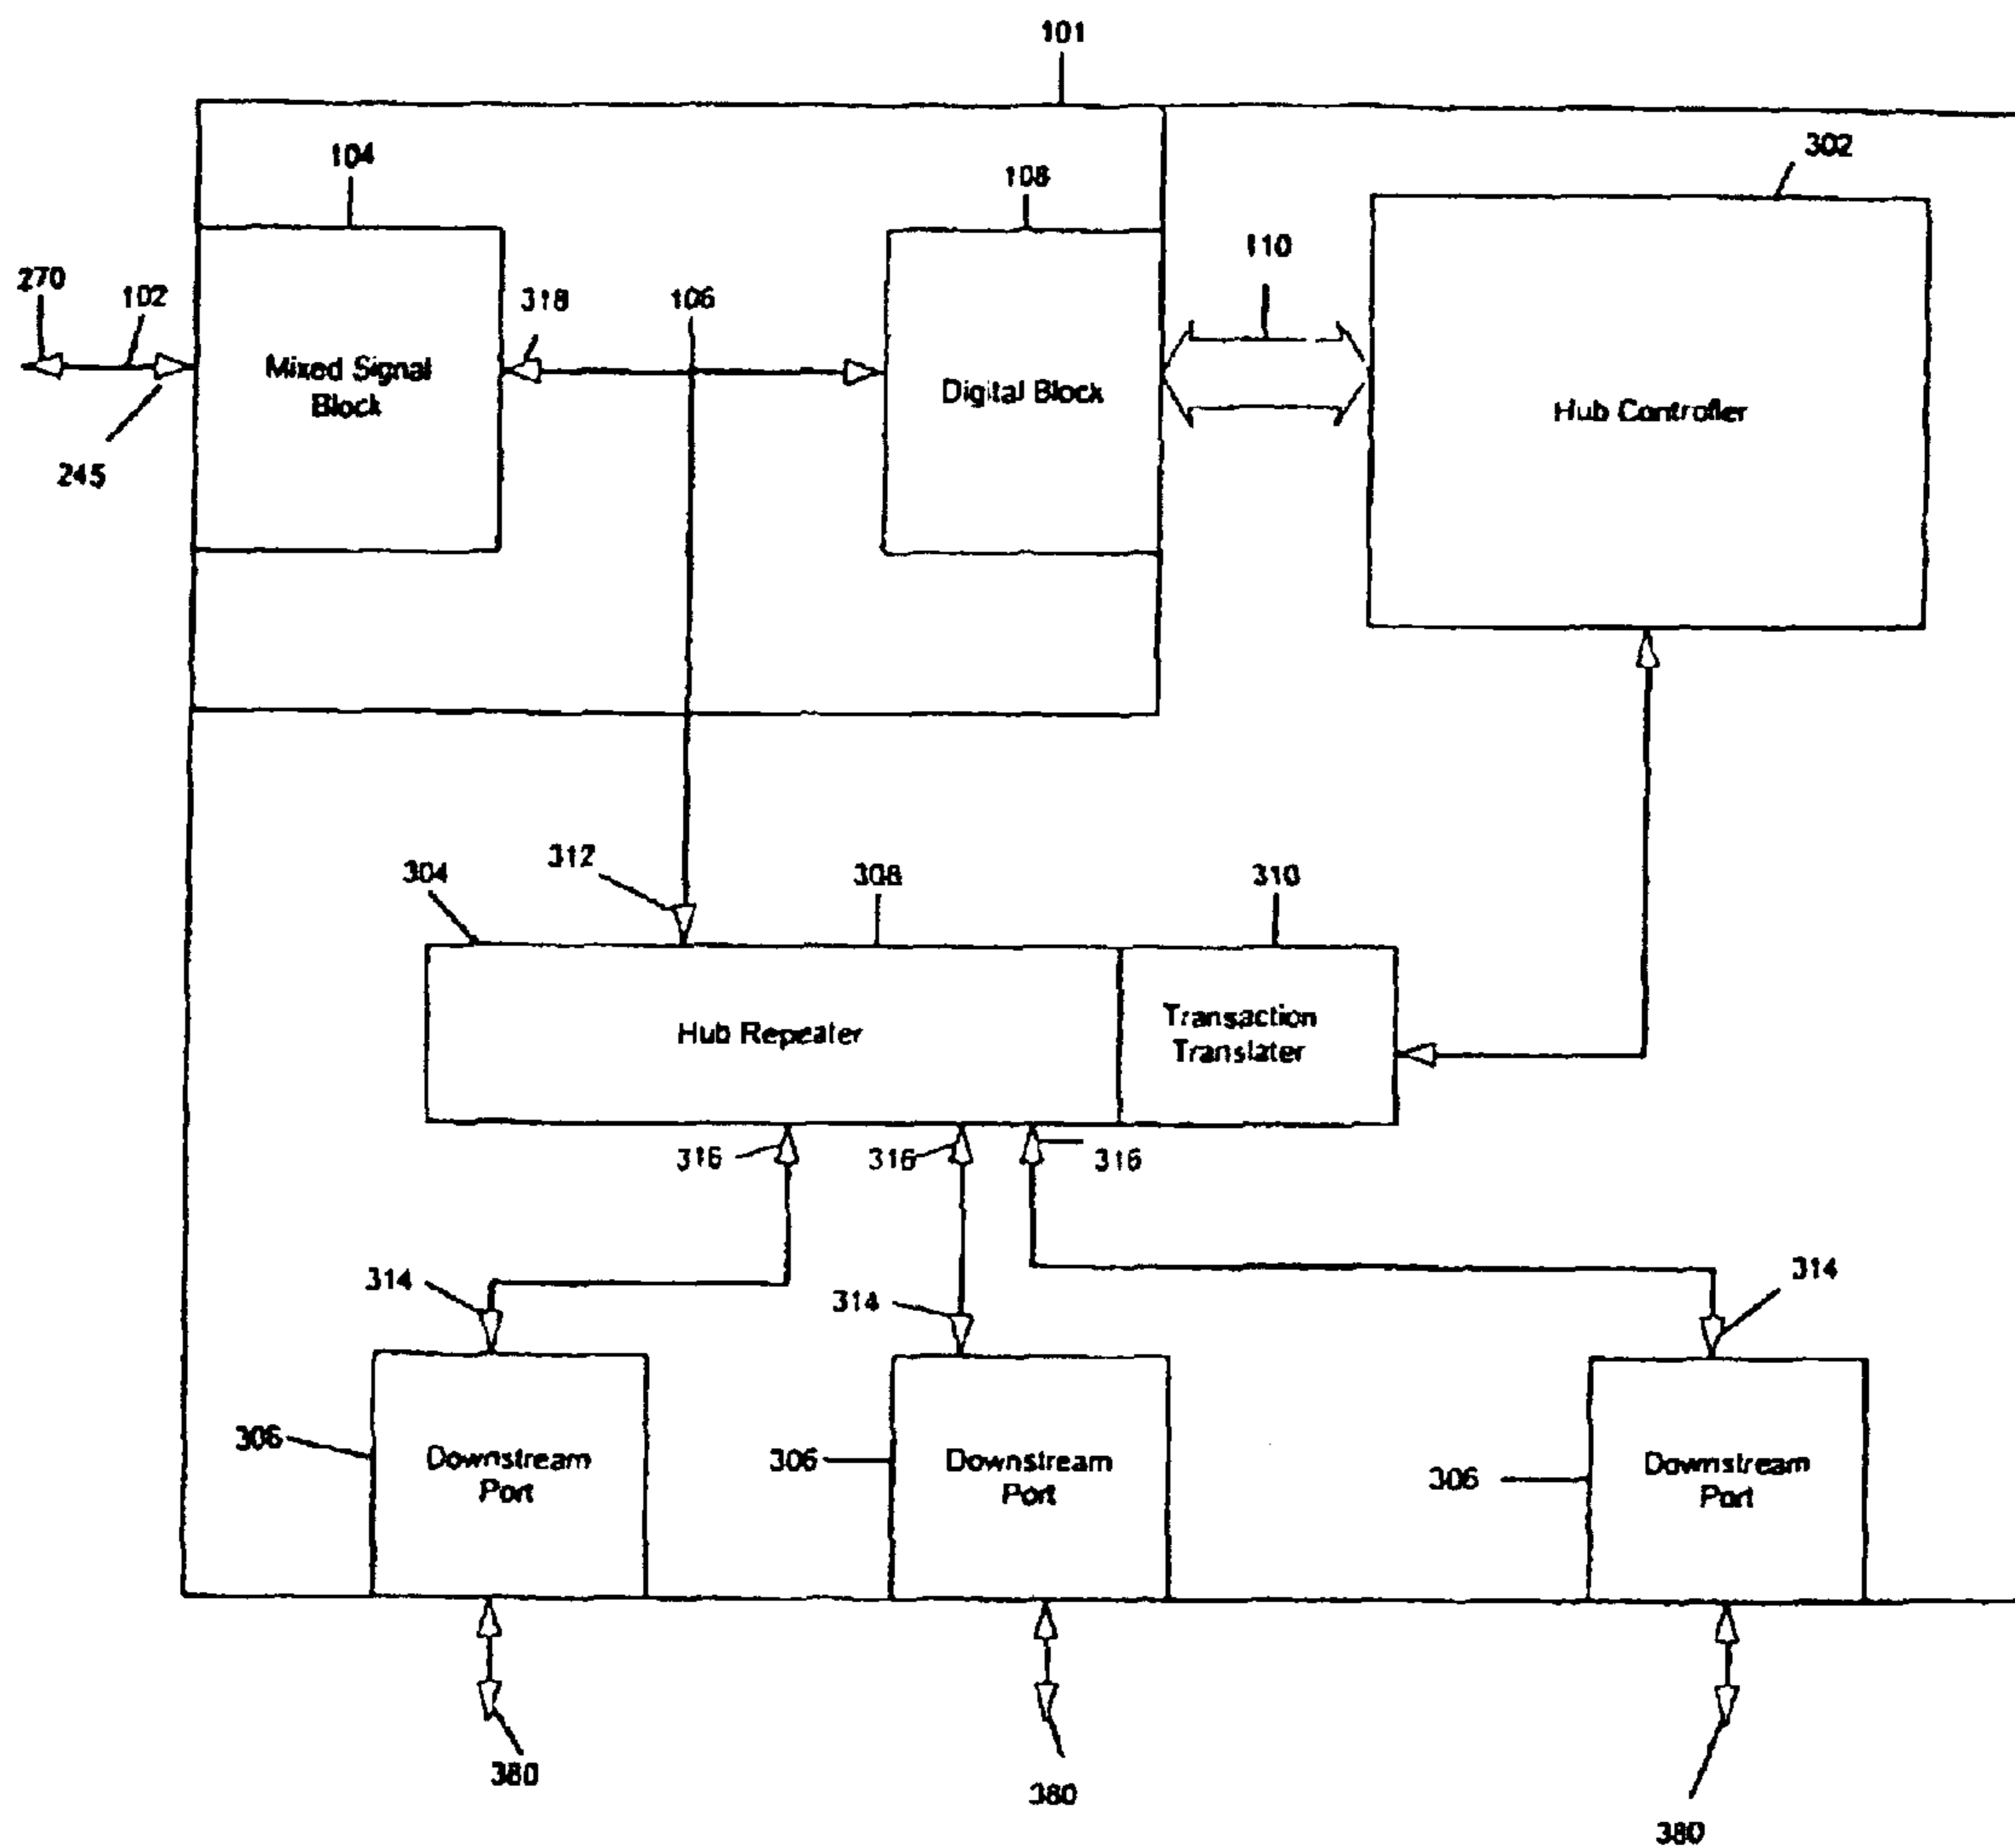 101
104
108
302
110
270
102
318
106
Mixed Signal
Block
Digital Block
Hub Controller
245
312
304
308
310
Hub Repeater
Transaction
Translater
316
316
316
314
314
314
306
Downstream
Port
306
Downstream
Port
306
Downstream
Port
380
380
380